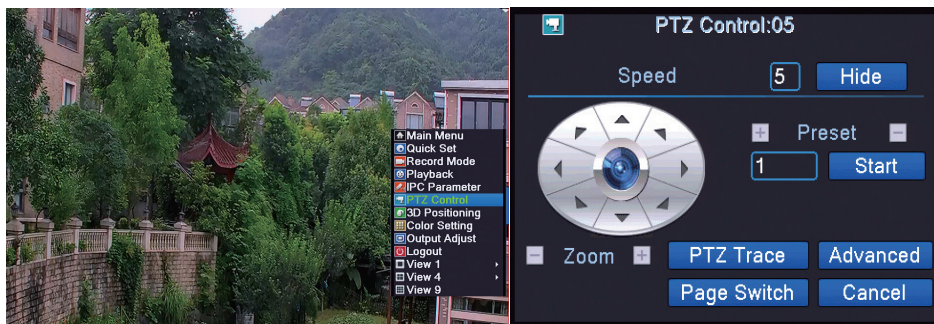 Main Menu
Quick Set
Record Mode
Playback
IPC Parameter
PTZ Control
3D Positioning
Color Setting
Output Adjust
Logout
View 1
View 4
View 9
PTZ Control:05
Speed 5 Hide
+ Preset -
1 Start
- Zoom + PTZ Trace Advanced
Page Switch Cancel